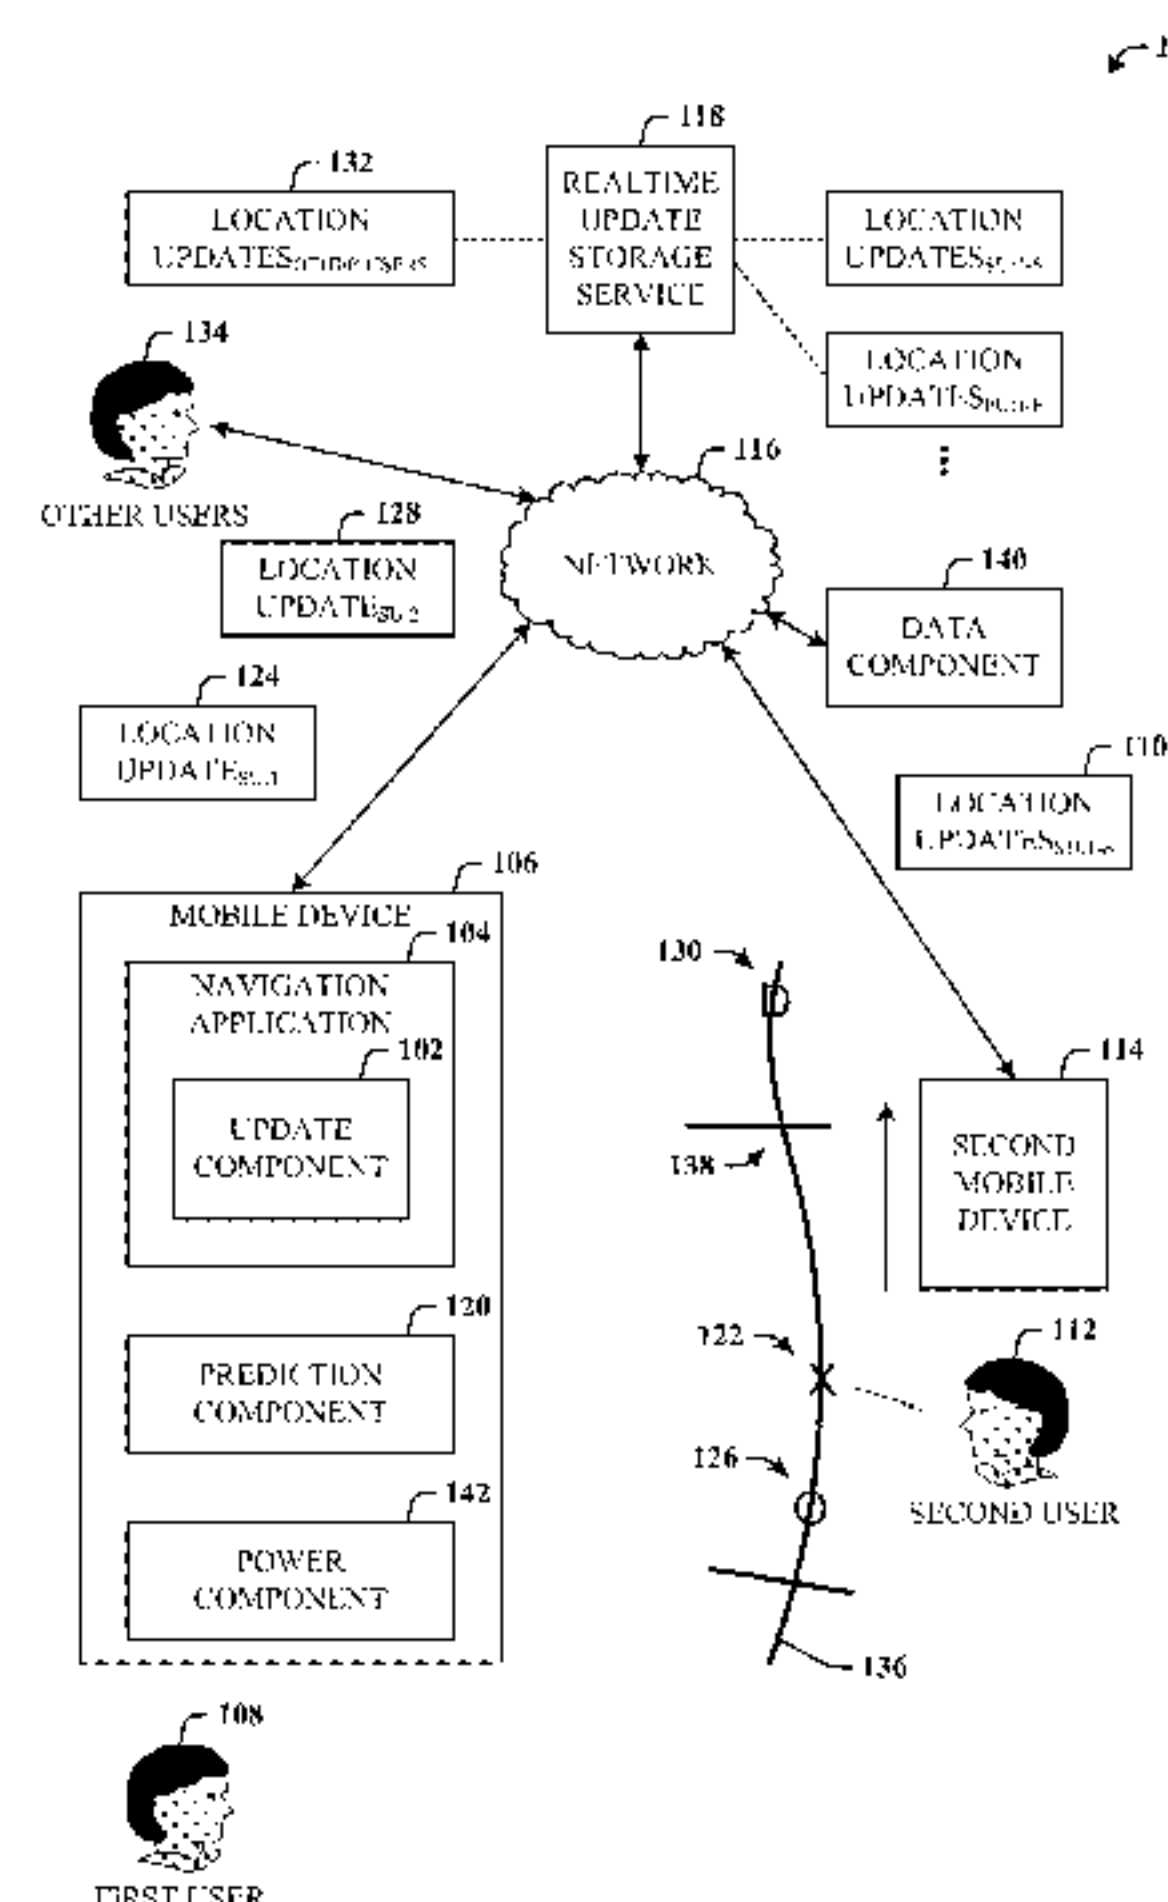 118
132
REALTIME
UPDATE
STORAGE
SERVICE
LOCATION
LOCATION
134
LOCATION
OTHER USERS
116
NETWORK
128
LOCATION
140
DATA
COMPONENT
124
LOCATION
110
LOCATION
106
MOBILE DEVICE
104
NAVIGATION
APPLICATION
102
UPDATE
COMPONENT
130
138
114
SECOND
MOBILE
DEVICE
120
PREDICTION
COMPONENT
122
112
126
SECOND USER
142
POWER
COMPONENT
136
108
FIRST USER